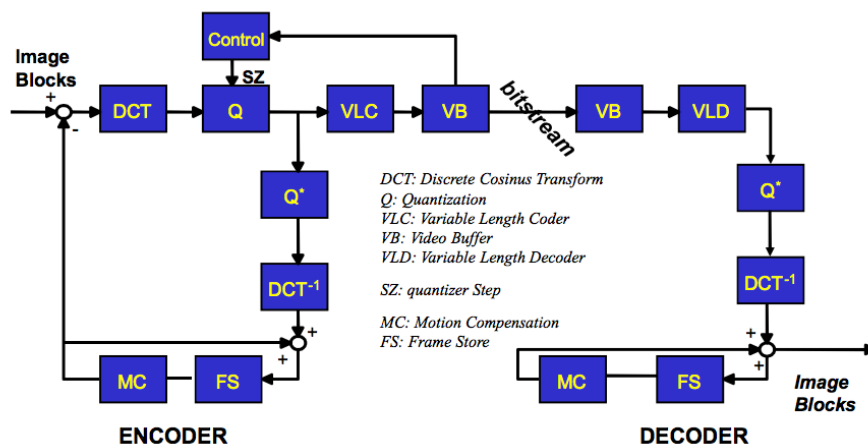 Control
Image
Blocks
SZ
+
-
DCT
Q
VLC
VB
bitstream
VB
VLD
Q*
DCT-1
+
+
MC
FS
ENCODER
DCT: Discrete Cosinus Transform
Q: Quantization
VLC: Variable Length Coder
VB: Video Buffer
VLD: Variable Length Decoder
SZ: quantizer Step
MC: Motion Compensation
FS: Frame Store
Q*
DCT-1
+
+
MC
FS
Image
Blocks
DECODER